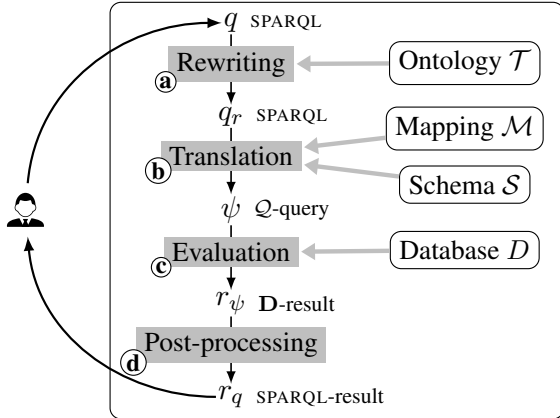 q SPARQL
Rewriting
a
Ontology 𝒯
q_r SPARQL
Mapping ℳ
Translation
b
Schema 𝒮
ψ 𝒬-query
Evaluation
c
Database D
r_ψ D-result
Post-processing
d
r_q SPARQL-result